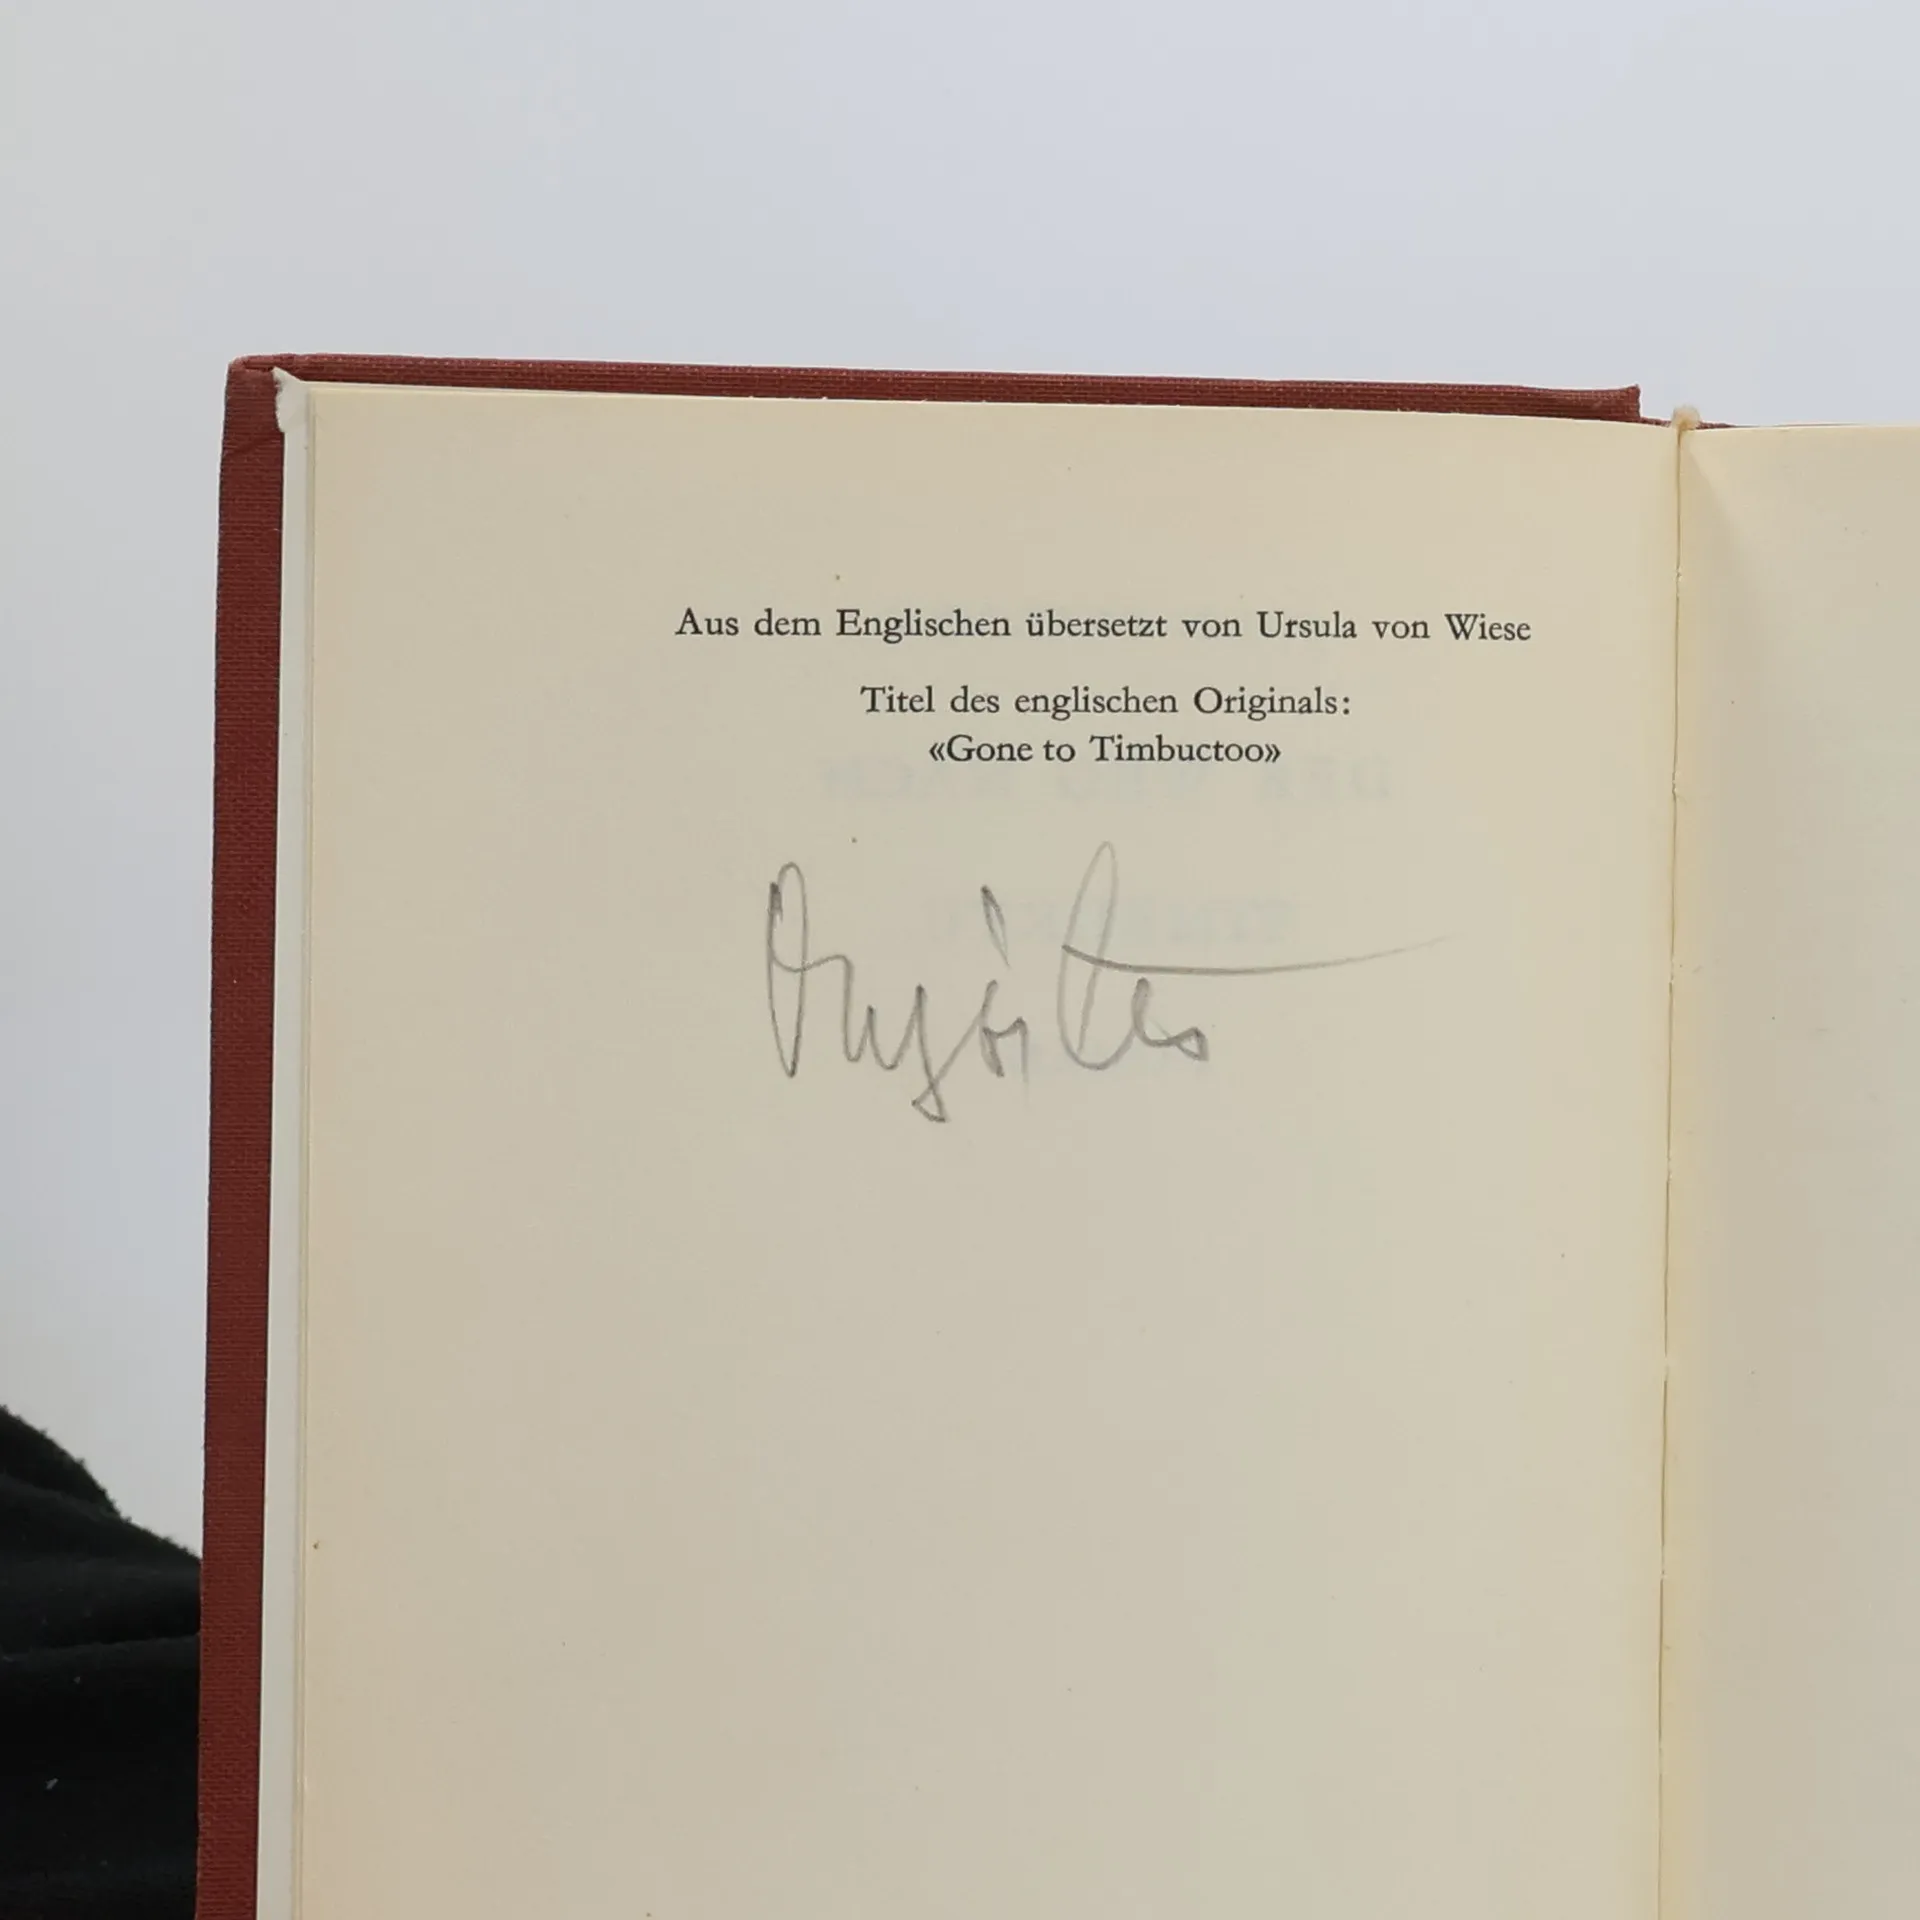 Aus dem Englischen übersetzt von Ursula von Wiese
Titel des englischen Originals:
«Gone to Timbuctoo»